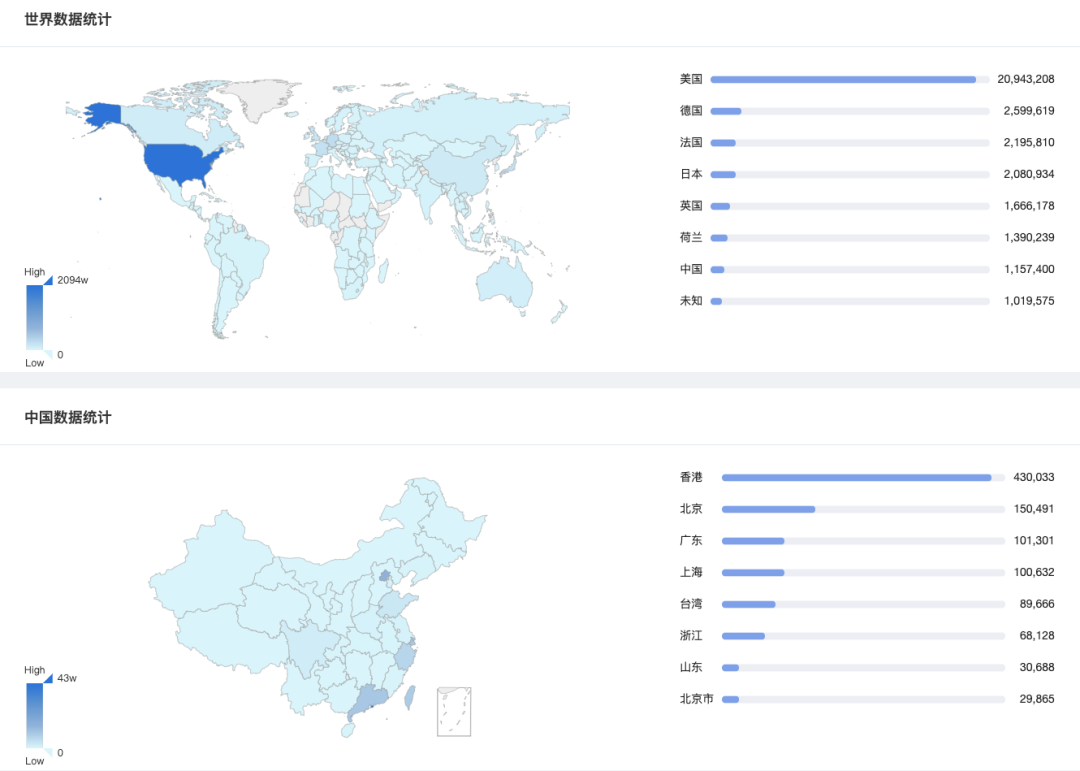 世界数据统计
美国 20,943,208
德国 2,599,619
法国 2,195,810
日本 2,080,934
英国 1,666,178
荷兰 1,390,239
中国 1,157,400
未知 1,019,575
High
2094w
0
Low
中国数据统计
香港 430,033
北京 150,491
广东 101,301
上海 100,632
台湾 89,666
浙江 68,128
山东 30,688
北京市 29,865
High
43w
0
Low